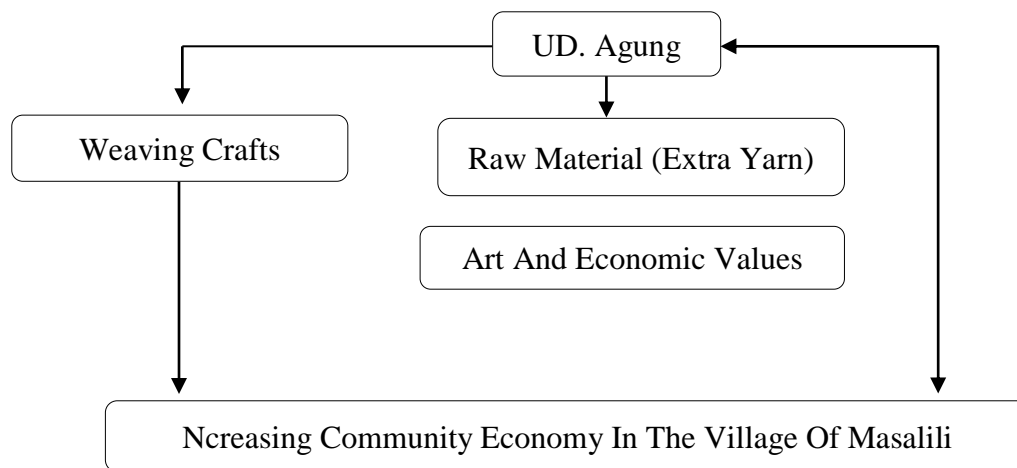 UD. Agung
Weaving Crafts
Raw Material (Extra Yarn)
Art And Economic Values
Ncreasing Community Economy In The Village Of Masalili